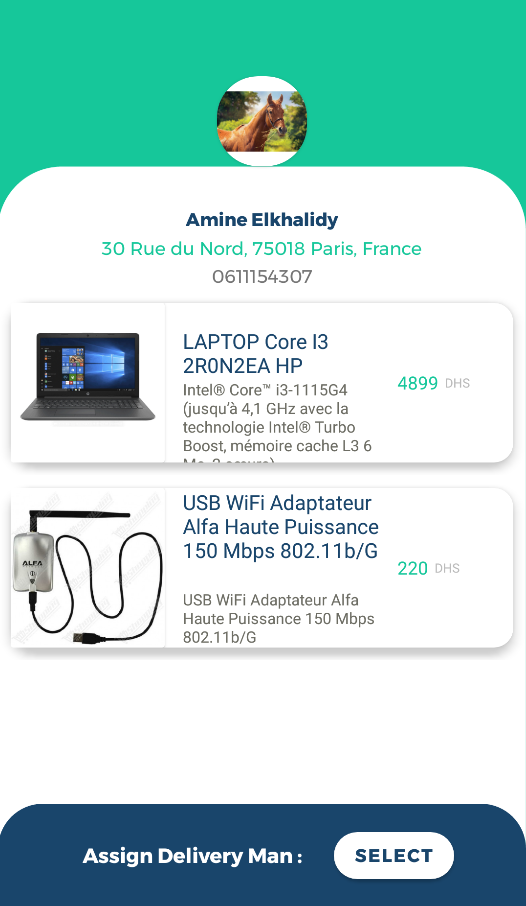 Amine Elkhalidy
30 Rue du Nord, 75018 Paris, France
0611154307
LAPTOP Core I3
2R0N2EA HP
Intel® Core™ i3-1115G4
(jusqu’à 4,1 GHz avec la
technologie Intel® Turbo
Boost, mémoire cache L3 6
4899 DHS
USB WiFi Adaptateur
Alfa Haute Puissance
150 Mbps 802.11b/G
USB WiFi Adaptateur Alfa
Haute Puissance 150 Mbps
802.11b/G
220 DHS
ALFA
Assign Delivery Man :
SELECT